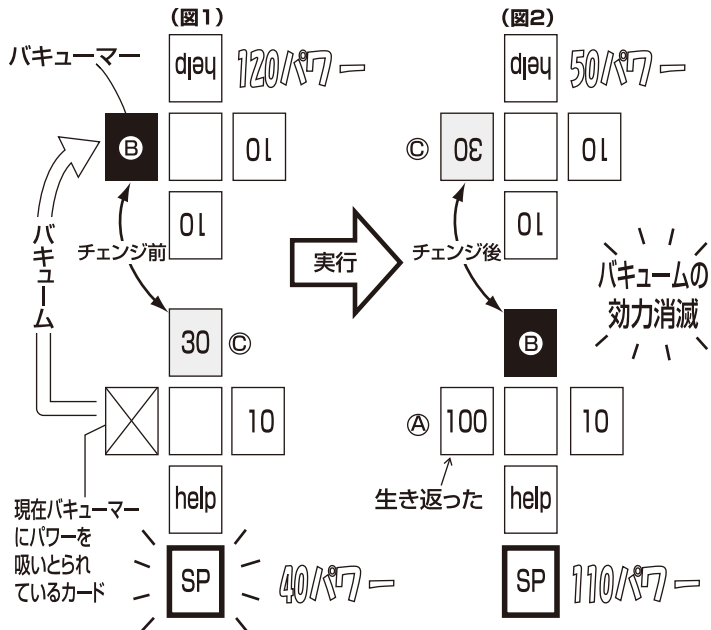 (図1)
バキューマー
help
120パワー
B
10
10
バキューム
チェンジ前
30
C
10
現在バキューマー
にパワーを
吸いとられ
ているカード
help
SP
40パワー
実行
(図2)
help
50パワー
C
30
10
10
チェンジ後
バキュームの
効力消滅
B
A
100
10
生き返った
help
SP
110パワー